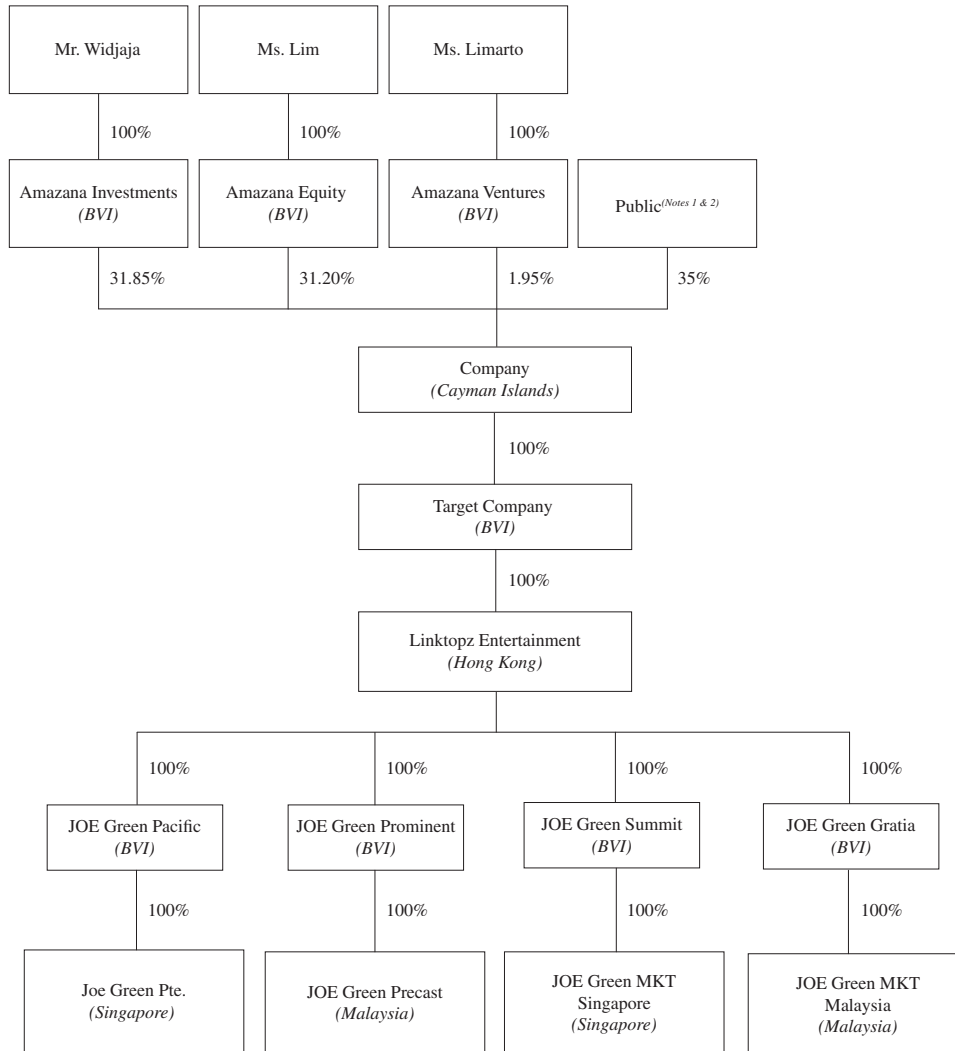 Mr. Widjaja
Ms. Lim
Ms. Limarto
100%
100%
100%
Amazana Investments
(BVI)
Amazana Equity
(BVI)
Amazana Ventures
(BVI)
Public(Notes 1 & 2)
31.85%
31.20%
1.95%
35%
Company
(Cayman Islands)
100%
Target Company
(BVI)
100%
Linktopz Entertainment
(Hong Kong)
100%
100%
100%
100%
JOE Green Pacific
(BVI)
JOE Green Prominent
(BVI)
JOE Green Summit
(BVI)
JOE Green Gratia
(BVI)
100%
100%
100%
100%
Joe Green Pte.
(Singapore)
JOE Green Precast
(Malaysia)
JOE Green MKT
Singapore
(Singapore)
JOE Green MKT
Malaysia
(Malaysia)